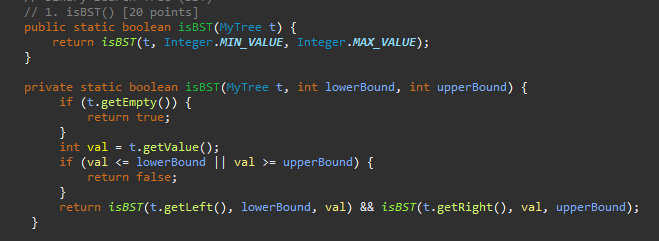 // 1. isBST() [20 points]
public static boolean isBST(MyTree t) {
    return isBST(t, Integer.MIN_VALUE, Integer.MAX_VALUE);
}
private static boolean isBST(MyTree t, int lowerBound, int upperBound) {
    if (t.getEmpty()) {
        return true;
    }
    int val = t.getValue();
    if (val <= lowerBound || val >= upperBound) {
        return false;
    }
    return isBST(t.getLeft(), lowerBound, val) && isBST(t.getRight(), val, upperBound);
}